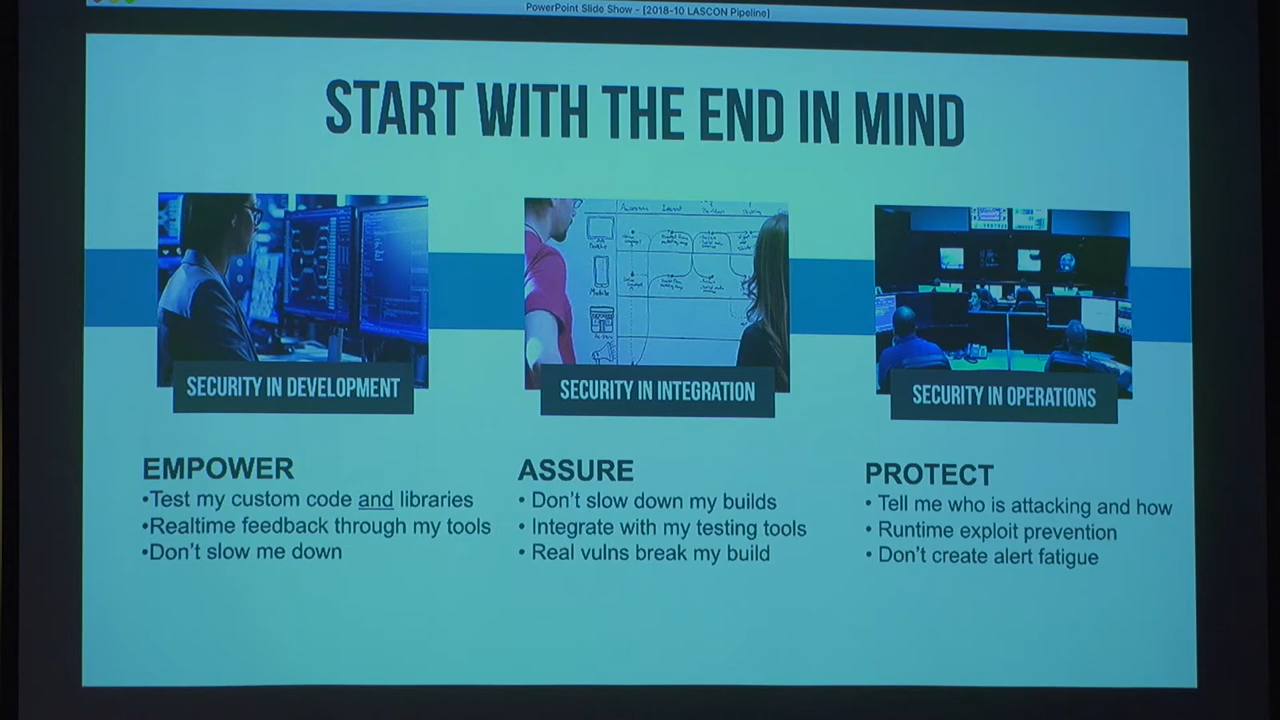 PowerPoint Slide Show - [2018-10 LASCON Pipeline]
START WITH THE END IN MIND
Mobile
SECURITY IN DEVELOPMENT
SECURITY IN INTEGRATION
SECURITY IN OPERATIONS
EMPOWER
•Test my custom code and libraries
•Realtime feedback through my tools
•Don't slow me down
ASSURE
• Don't slow down my builds
• Integrate with my testing tools
• Real vulns break my build
PROTECT
• Tell me who is attacking and how
• Runtime exploit prevention
• Don't create alert fatigue